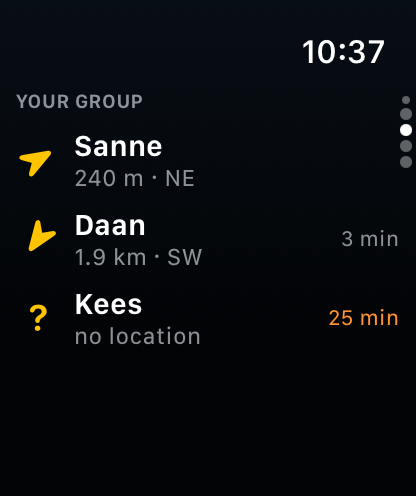 10:37
YOUR GROUP
Sanne
240 m · NE
Daan
1.9 km · SW
3 min
?
Kees
no location
25 min